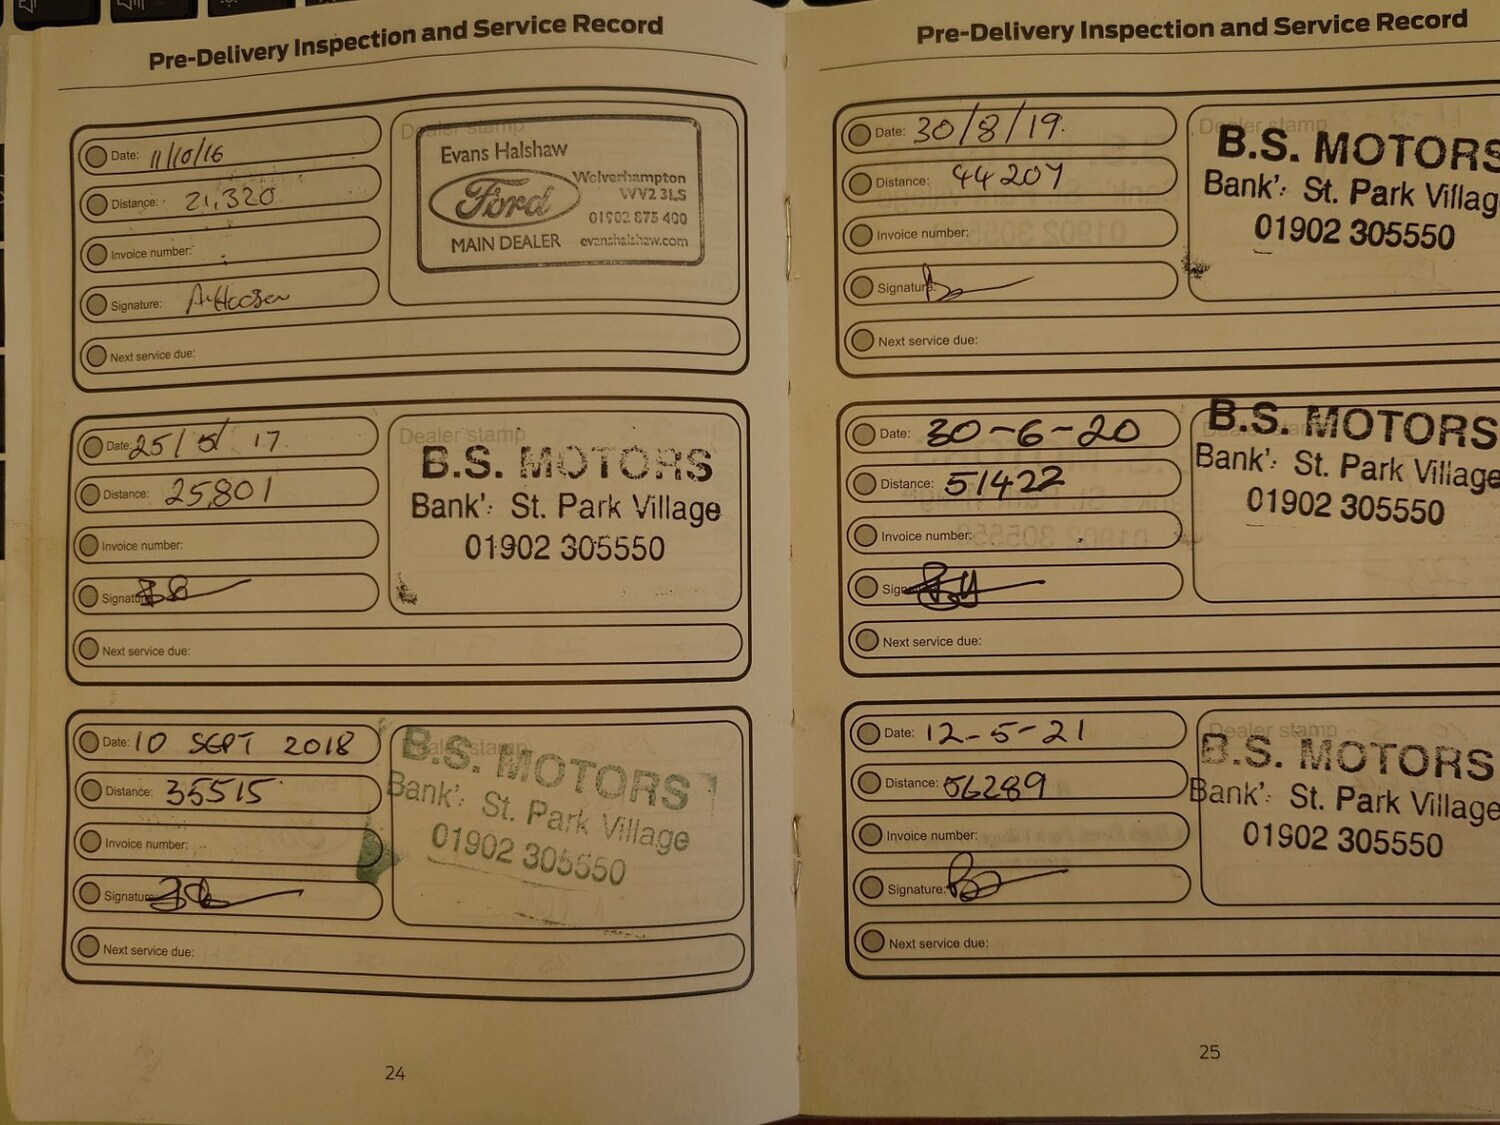 Pre-Delivery Inspection and Service Record
Date: 11/10/16
Distance: 21,320
Invoice number:
Signature:
Next service due:
Dealer stamp
Evans Halshaw
Ford
Wolverhampton
WV2 3LS
01902 875 400
MAIN DEALER evanshalshaw.com
Date: 25/5/17
Distance: 25,801
Invoice number:
Signature:
Next service due:
Dealer stamp
B.S. MOTORS
Bank': St. Park Village
01902 305550
Date: 10 SEPT 2018
Distance: 35515
Invoice number:
Signature:
Next service due:
Dealer stamp
B.S. MOTORS
Bank': St. Park Village
01902 305550
24
Pre-Delivery Inspection and Service Record
Date: 30/8/19.
Distance: 44207
Invoice number:
Signature:
Next service due:
Dealer stamp
B.S. MOTORS
Bank': St. Park Villag
01902 305550
Date: 30-6-20
Distance: 51422
Invoice number:
Next service due:
B.S. MOTORS
Bank': St. Park Village
01902 305550
Date: 12-5-21
Distance: 56289
Invoice number:
Signature:
Next service due:
Dealer stamp
B.S. MOTORS
Bank': St. Park Village
01902 305550
25